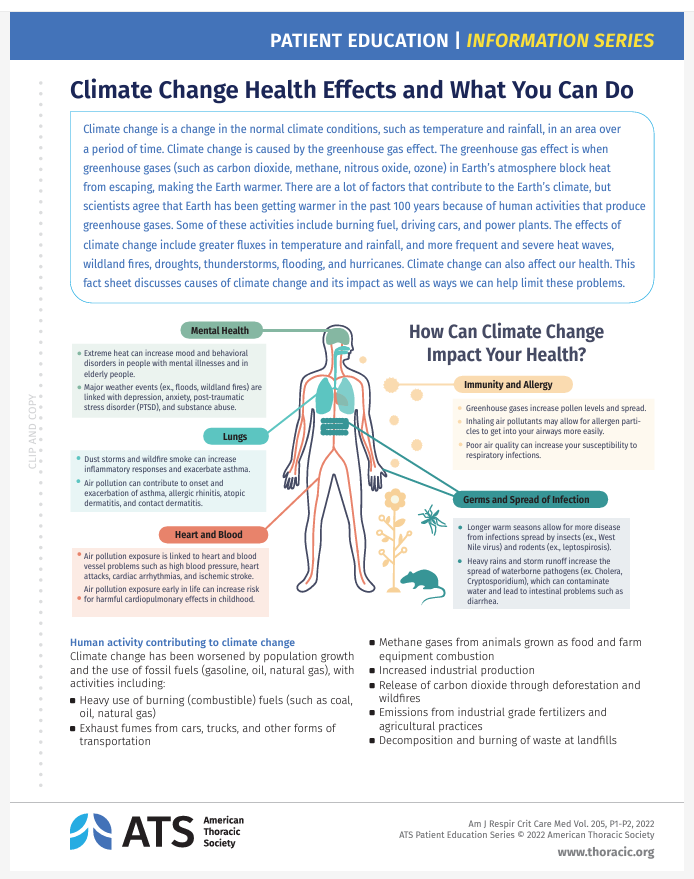 PATIENT EDUCATION | INFORMATION SERIES
Climate Change Health Effects and What You Can Do
Climate change is a change in the normal climate conditions, such as temperature and rainfall, in an area over
a period of time. Climate change is caused by the greenhouse gas effect. The greenhouse gas effect is when
greenhouse gases (such as carbon dioxide, methane, nitrous oxide, ozone) in Earth's atmosphere block heat
from escaping, making the Earth warmer. There are a lot of factors that contribute to the Earth's climate, but
scientists agree that Earth has been getting warmer in the past 100 years because of human activities that produce
greenhouse gases. Some of these activities include burning fuel, driving cars, and power plants. The effects of
climate change include greater fluxes in temperature and rainfall, and more frequent and severe heat waves,
wildland fires, droughts, thunderstorms, flooding, and hurricanes. Climate change can also affect our health. This
fact sheet discusses causes of climate change and its impact as well as ways we can help limit these problems.
CLIP AND COPY
Mental Health
• Extreme heat can increase mood and behavioral
disorders in people with mental illnesses and in
elderly people.
• Major weather events (ex., floods, wildland fires) are
linked with depression, anxiety, post-traumatic
stress disorder (PTSD), and substance abuse.
Lungs
• Dust storms and wildfire smoke can increase
inflammatory responses and exacerbate asthma.
• Air pollution can contribute to onset and
exacerbation of asthma, allergic rhinitis, atopic
dermatitis, and contact dermatitis.
Heart and Blood
• Air pollution exposure is linked to heart and blood
vessel problems such as high blood pressure, heart
attacks, cardiac arrhythmias, and ischemic stroke.
Air pollution exposure early in life can increase risk
• for harmful cardiopulmonary effects in childhood.
How Can Climate Change
Impact Your Health?
Immunity and Allergy
• Greenhouse gases increase pollen levels and spread.
• Inhaling air pollutants may allow for allergen parti-
cles to get into your airways more easily.
• Poor air quality can increase your susceptibility to
respiratory infections.
Germs and Spread of Infection
• Longer warm seasons allow for more disease
from infections spread by insects (ex., West
Nile virus) and rodents (ex., leptospirosis).
• Heavy rains and storm runoff increase the
spread of waterborne pathogens (ex. Cholera,
Cryptosporidium), which can contaminate
water and lead to intestinal problems such as
diarrhea.
Human activity contributing to climate change
Climate change has been worsened by population growth
and the use of fossil fuels (gasoline, oil, natural gas), with
activities including:
■ Heavy use of burning (combustible) fuels (such as coal,
oil, natural gas)
■ Exhaust fumes from cars, trucks, and other forms of
transportation
■ Methane gases from animals grown as food and farm
equipment combustion
■ Increased industrial production
■ Release of carbon dioxide through deforestation and
wildfires
■ Emissions from industrial grade fertilizers and
agricultural practices
■ Decomposition and burning of waste at landfills
ATS
American
Thoracic
Society
Am J Respir Crit Care Med Vol. 205, P1-P2, 2022
ATS Patient Education Series © 2022 American Thoracic Society
www.thoracic.org